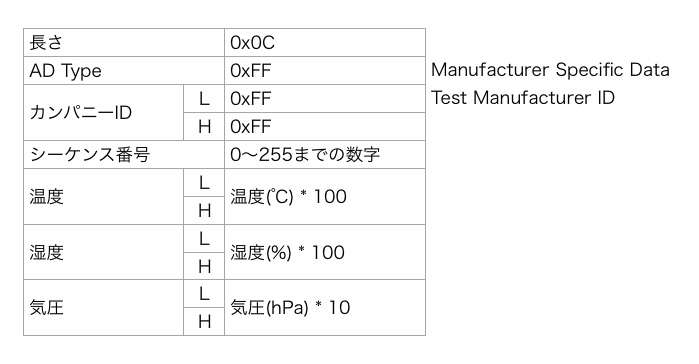 長さ 0x0C
AD Type 0xFF Manufacturer Specific Data
カンパニーID L 0xFF Test Manufacturer ID
H 0xFF
シーケンス番号 0〜255までの数字
温度 L 温度(℃) * 100
H
湿度 L 湿度(%) * 100
H
気圧 L 気圧(hPa) * 10
H